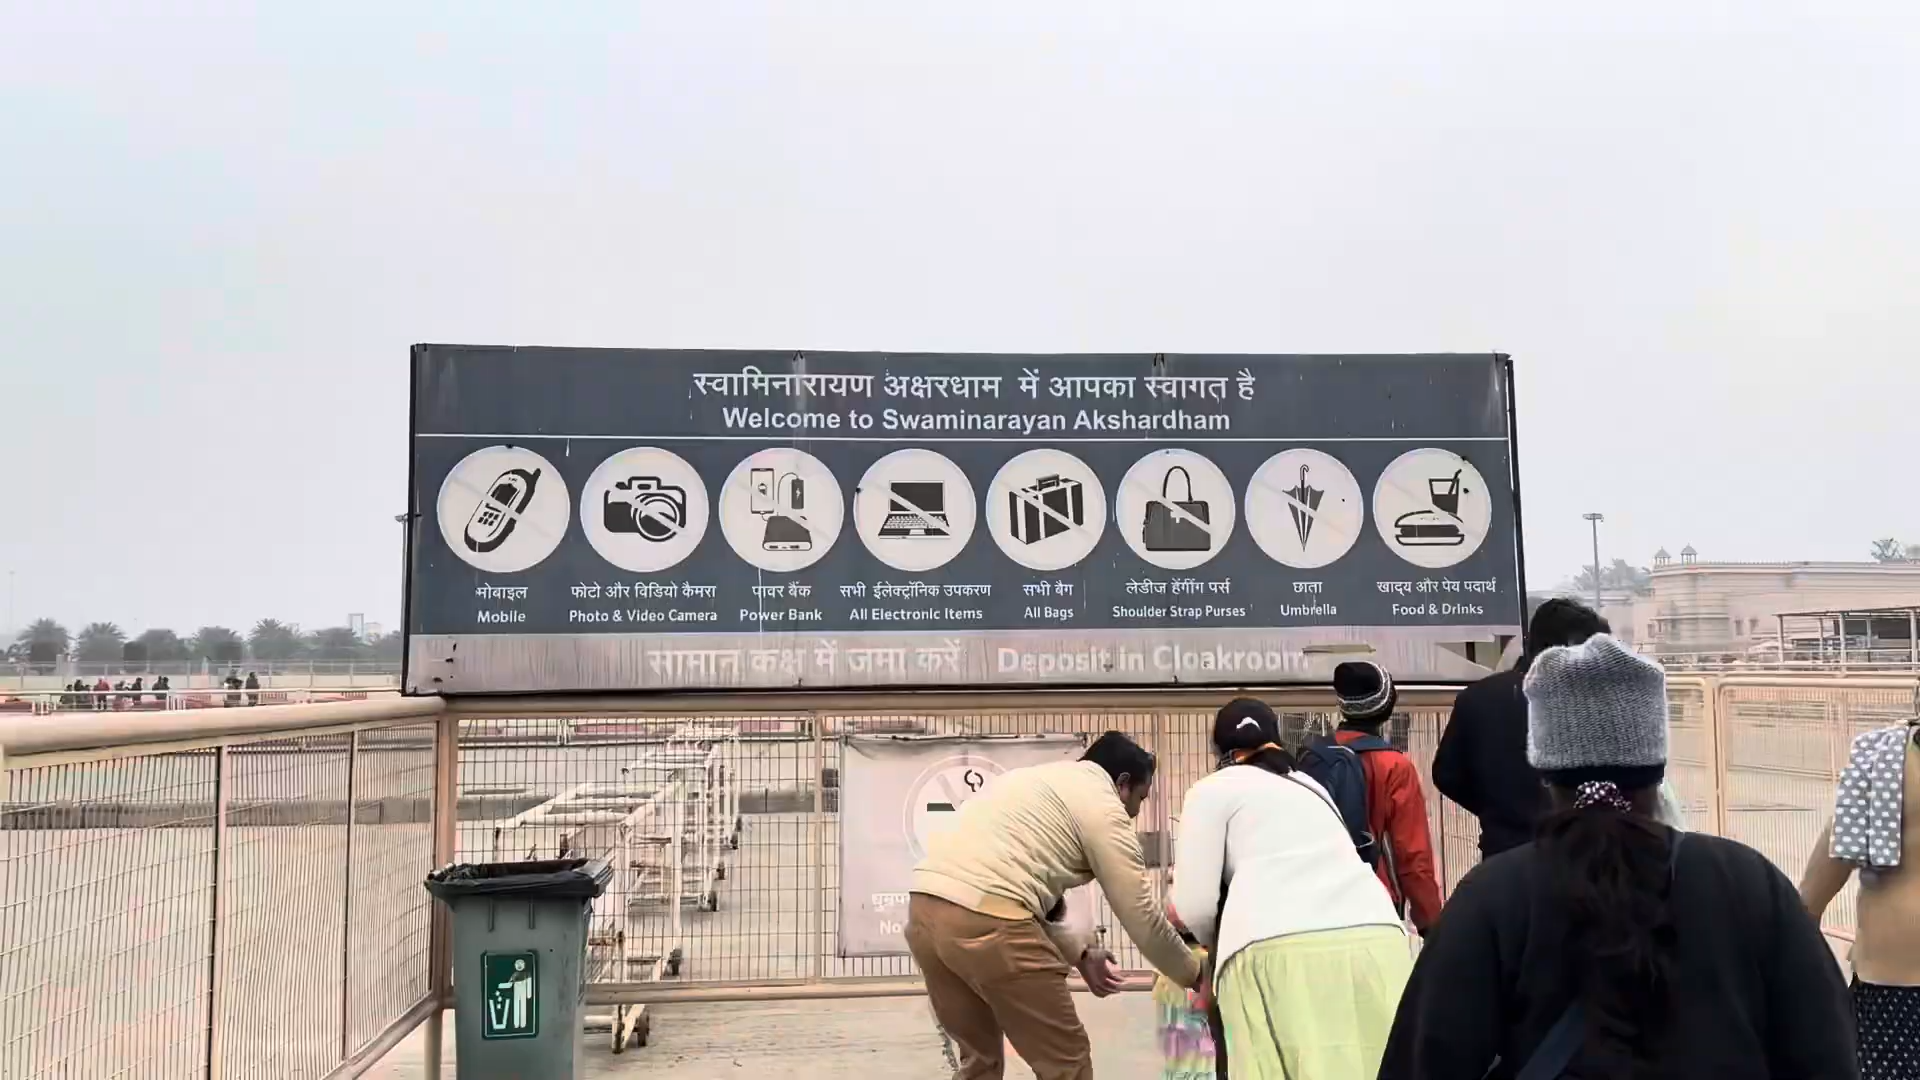 स्वामिनारायण अक्षरधाम में आपका स्वागत है
Welcome to Swaminarayan Akshardham
मोबाइल
Mobile
फोटो और विडियो कैमरा
Photo & Video Camera
पावर बैंक
Power Bank
सभी ईलेक्ट्रॉनिक उपकरण
All Electronic Items
सभी बैग
All Bags
लेडीज हेंगींग पर्स
Shoulder Strap Purses
छाता
Umbrella
खाद्य और पेय पदार्थ
Food & Drinks
सामान कक्ष में जमा करें Deposit in Cloakroom
No